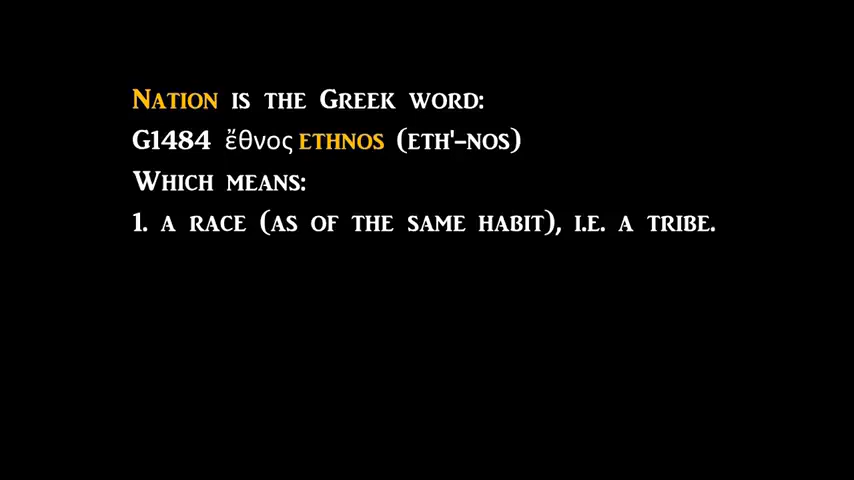 Nation is the Greek word:
G1484 ἔθνος ethnos (eth'-nos)
Which means:
1. a race (as of the same habit), i.e. a tribe.